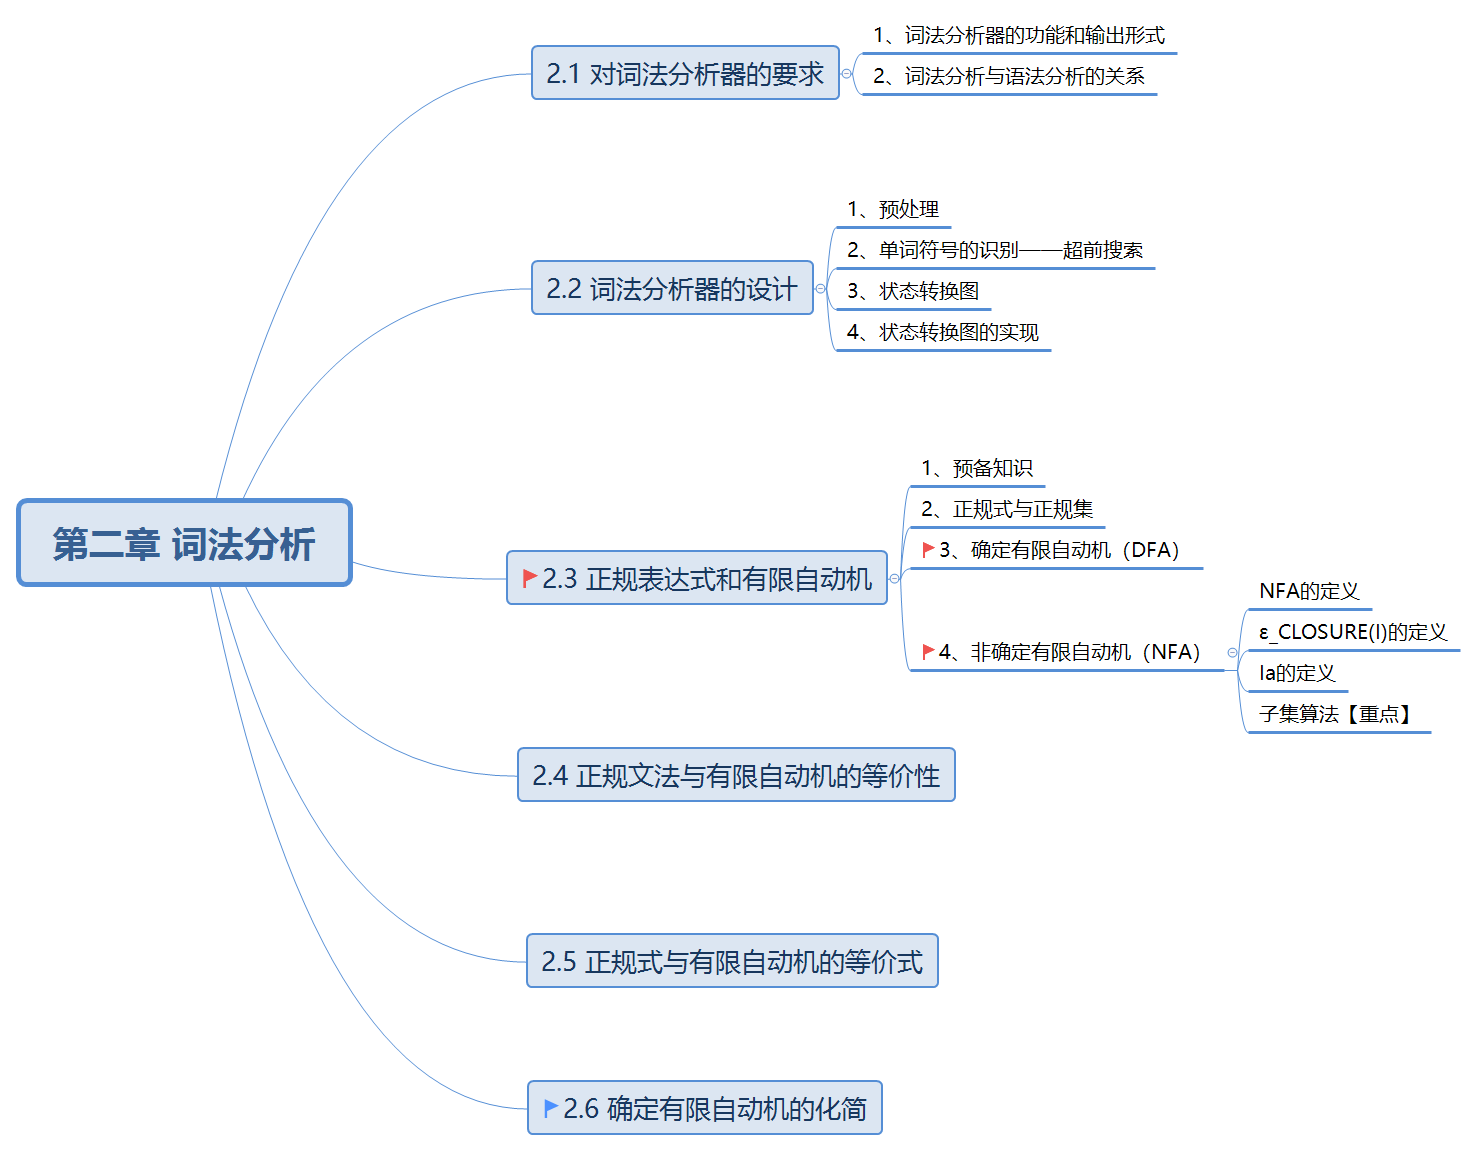 第二章 词法分析
2.1 对词法分析器的要求
1、词法分析器的功能和输出形式
2、词法分析与语法分析的关系
2.2 词法分析器的设计
1、预处理
2、单词符号的识别——超前搜索
3、状态转换图
4、状态转换图的实现
2.3 正规表达式和有限自动机
1、预备知识
2、正规式与正规集
3、确定有限自动机（DFA）
4、非确定有限自动机（NFA）
NFA的定义
ε_CLOSURE(I)的定义
Ia的定义
子集算法【重点】
2.4 正规文法与有限自动机的等价性
2.5 正规式与有限自动机的等价式
2.6 确定有限自动机的化简